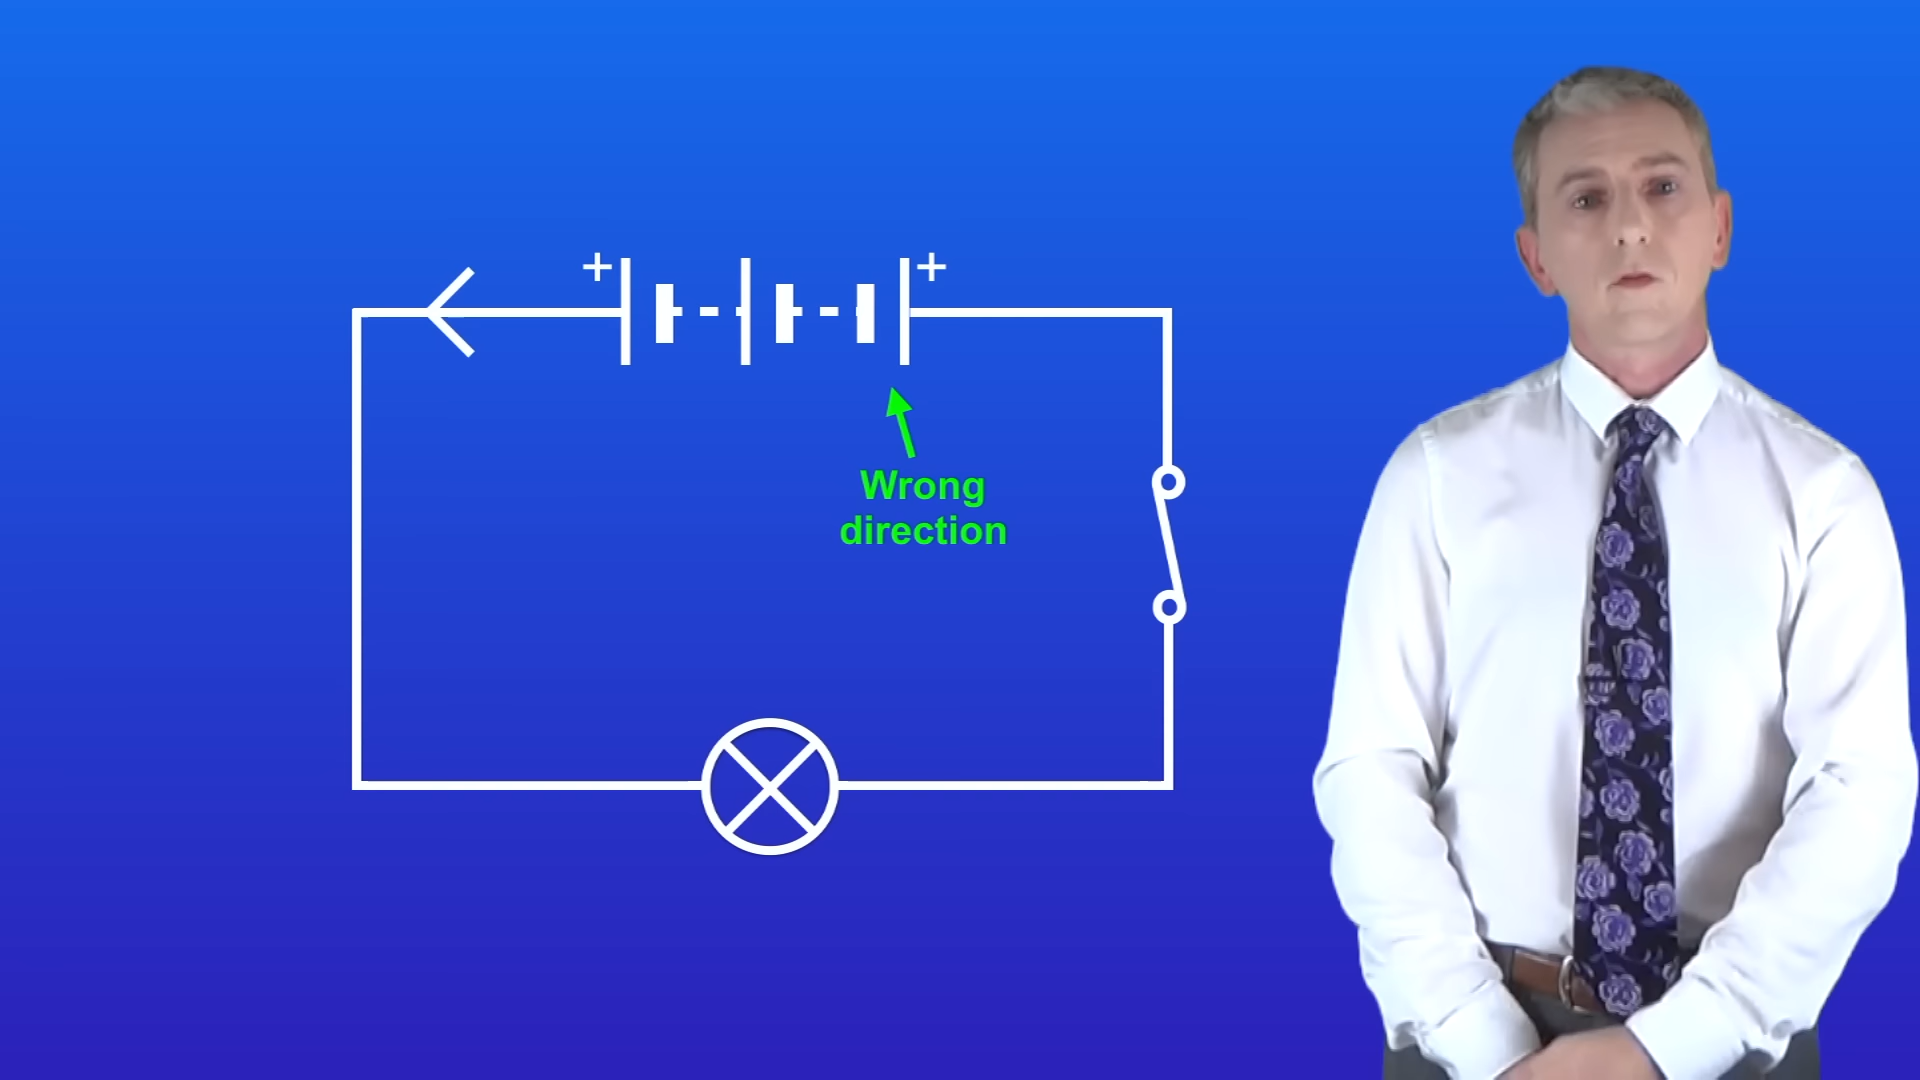 + +
Wrong
direction